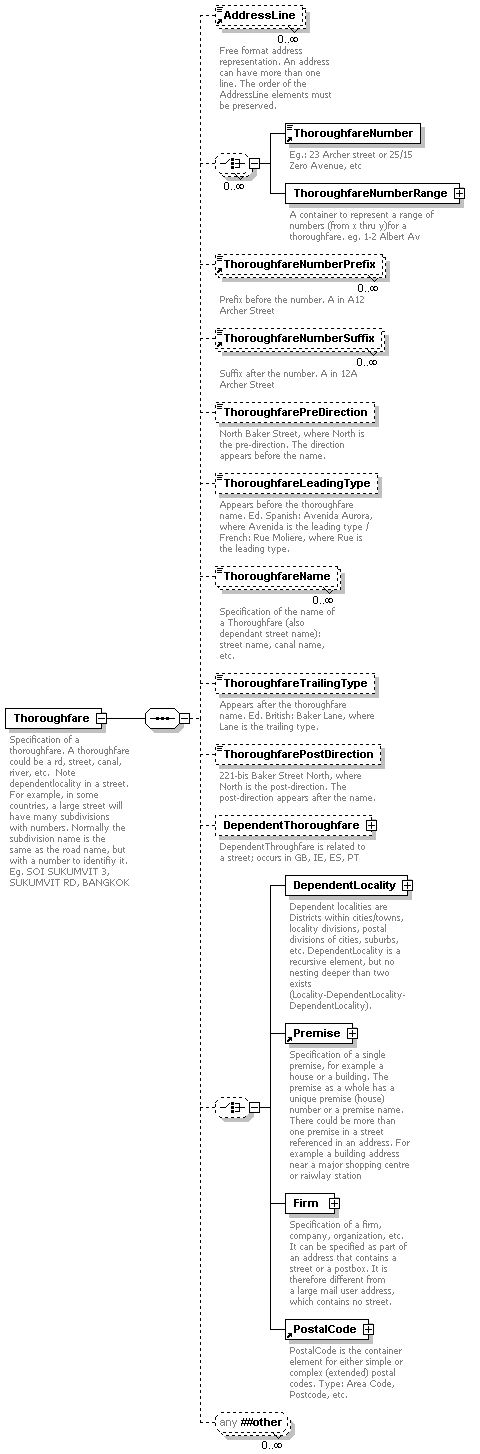 AddressLine
0..∞
Free format address
representation. An address
can have more than one
line. The order of the
AddressLine elements must
be preserved.
ThoroughfareNumber
Eg.: 23 Archer street or 25/15
Zero Avenue, etc
0..∞
ThoroughfareNumberRange
A container to represent a range of
numbers (from x thru y)for a
thoroughfare. eg. 1-2 Albert Av
ThoroughfareNumberPrefix
0..∞
Prefix before the number. A in A12
Archer Street
ThoroughfareNumberSuffix
0..∞
Suffix after the number. A in 12A
Archer Street
ThoroughfarePreDirection
North Baker Street, where North is
the pre-direction. The direction
appears before the name.
ThoroughfareLeadingType
Appears before the thoroughfare
name. Ed. Spanish: Avenida Aurora,
where Avenida is the leading type /
French: Rue Moliere, where Rue is
the leading type.
ThoroughfareName
0..∞
Specification of the name of
a Thoroughfare (also
dependant street name):
street name, canal name,
etc.
ThoroughfareTrailingType
Appears after the thoroughfare
name. Ed. British: Baker Lane, where
Lane is the trailing type.
Thoroughfare
Specification of a
thoroughfare. A thoroughfare
could be a rd, street, canal,
river, etc.  Note
dependentlocality in a street.
For example, in some
countries, a large street will
have many subdivisions
with numbers. Normally the
subdivision name is the
same as the road name, but
with a number to identifiy it.
Eg. SOI SUKUMVIT 3,
SUKUMVIT RD, BANGKOK
ThoroughfarePostDirection
221-bis Baker Street North, where
North is the post-direction. The
post-direction appears after the name.
DependentThoroughfare
DependentThroughfare is related to
a street; occurs in GB, IE, ES, PT
DependentLocality
Dependent localities are
Districts within cities/towns,
locality divisions, postal
divisions of cities, suburbs,
etc. DependentLocality is a
recursive element, but no
nesting deeper than two
exists
(Locality-DependentLocality-
DependentLocality).
Premise
Specification of a single
premise, for example a
house or a building. The
premise as a whole has a
unique premise (house)
number or a premise name.
There could be more than
one premise in a street
referenced in an address. For
example a building address
near a major shopping centre
or raiwlay station
Firm
Specification of a firm,
company, organization, etc.
It can be specified as part of
an address that contains a
street or a postbox. It is
therefore different from
a large mail user address,
which contains no street.
PostalCode
PostalCode is the container
element for either simple or
complex (extended) postal
codes. Type: Area Code,
Postcode, etc.
any ##other
0..∞